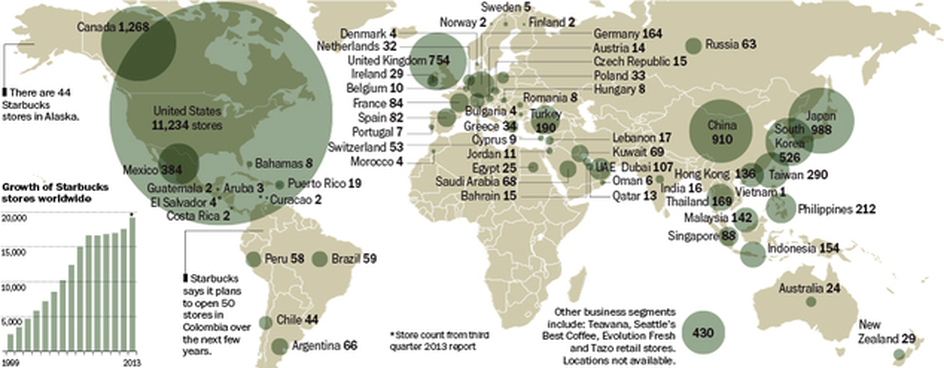 Sweden 5
Norway 2
Finland 2
Canada 1,268
Denmark 4
Netherlands 32
United Kingdom 754
Ireland 29
Belgium 10
France 84
Spain 82
Portugal 7
Switzerland 53
Morocco 4
Germany 164
Austria 14
Czech Republic 15
Poland 33
Hungary 8
Russia 63
Romania 8
Bulgaria 4
Turkey
190
Greece 34
Cyprus 9
Jordan 11
Egypt 25
Saudi Arabia 68
Bahrain 15
Lebanon 17
Kuwait 69
UAE Dubai 107
Oman 6
Qatar 13
There are 44
Starbucks
stores in Alaska.
United States
11,234 stores
Mexico 384
Bahamas 8
Guatemala 2
Aruba 3
Puerto Rico 19
El Salvador 4
Curacao 2
Costa Rica 2
China
910
Japan
988
South
Korea
526
Hong Kong 136
Taiwan 290
India 16
Vietnam 1
Thailand 169
Philippines 212
Malaysia 142
Singapore 88
Indonesia 154
Australia 24
New
Zealand 29
Peru 58
Brazil 59
Chile 44
Argentina 66
Growth of Starbucks
stores worldwide
20,000
15,000
10,000
5,000
1999
2013
Starbucks
says it plans
to open 50
stores in
Colombia over
the next few
years.
*Store count from third
quarter 2013 report
Other business segments
include: Teavana, Seattle's
Best Coffee, Evolution Fresh
and Tazo retail stores.
Locations not available.
430